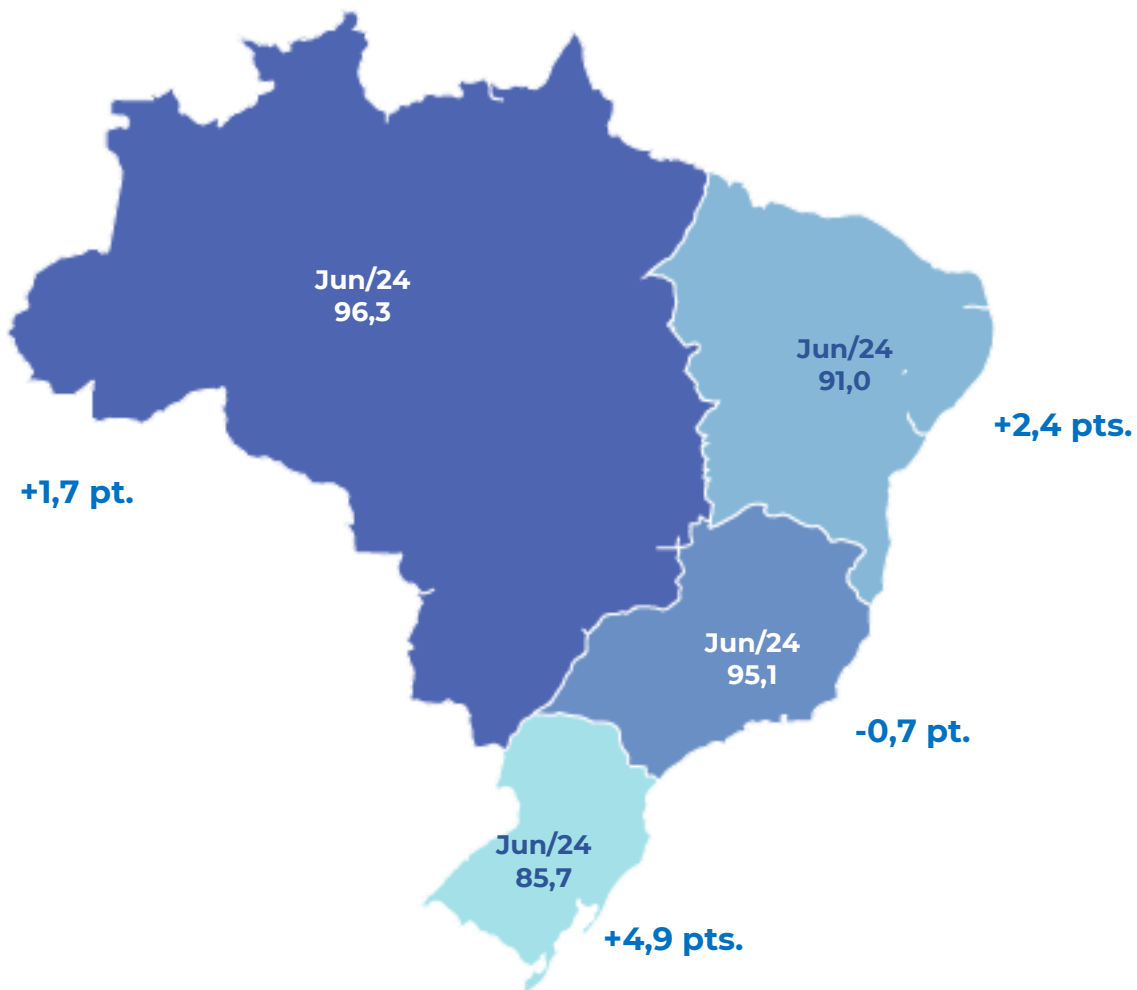 Jun/24
96,3
Jun/24
91,0
+2,4 pts.
+1,7 pt.
Jun/24
95,1
-0,7 pt.
Jun/24
85,7
+4,9 pts.